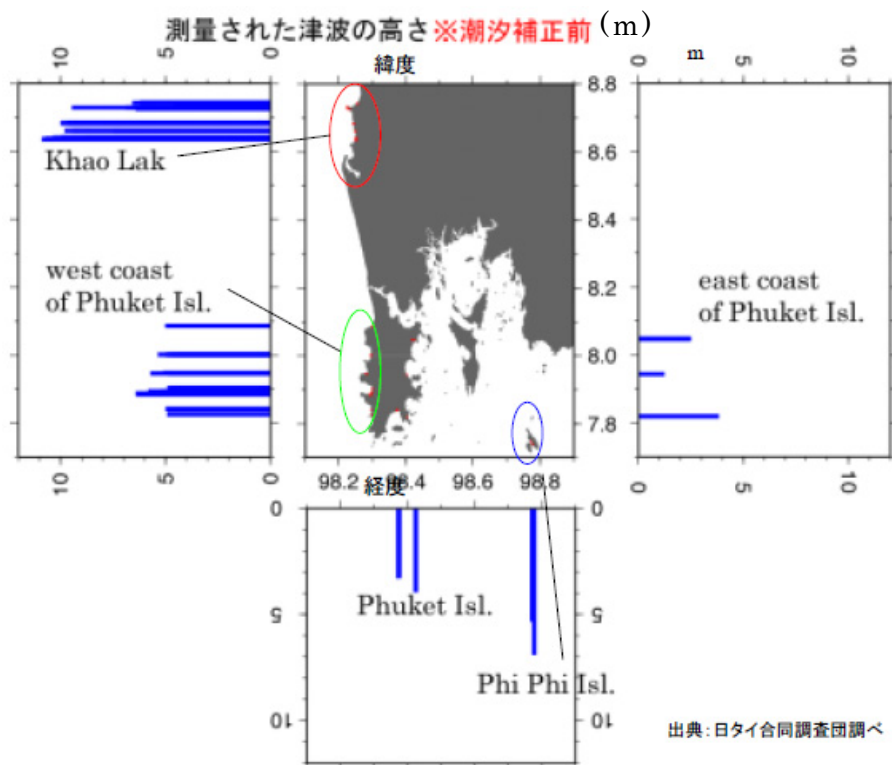 測量された津波の高さ※潮汐補正前(m)
10
5
0
緯度
m
0
5
10
8.8
8.6
8.4
8.2
8.0
7.8
Khao Lak
west coast
of Phuket Isl.
east coast
of Phuket Isl.
10
5
0
98.2
98.4
98.6
98.8
経度
0
5
10
0
5
10
0
5
10
Phuket Isl.
Phi Phi Isl.
出典:日タイ合同調査団調べ